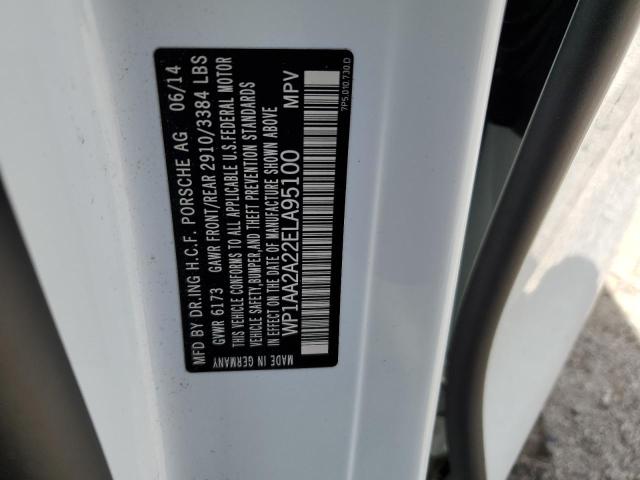 MFD BY DR.ING H.C.F. PORSCHE AG 06/14
GVWR 6173 GAWR FRONT/REAR 2910/3384 LBS
THIS VEHICLE CONFORMS TO ALL APPLICABLE U.S.FEDERAL MOTOR
VEHICLE SAFETY,BUMPER,AND THEFT PREVENTION STANDARDS
IN EFFECT ON THE DATE OF MANUFACTURE SHOWN ABOVE
WP1AA2A22ELA95100 MPV
MADE IN GERMANY
7P5.010.730.D